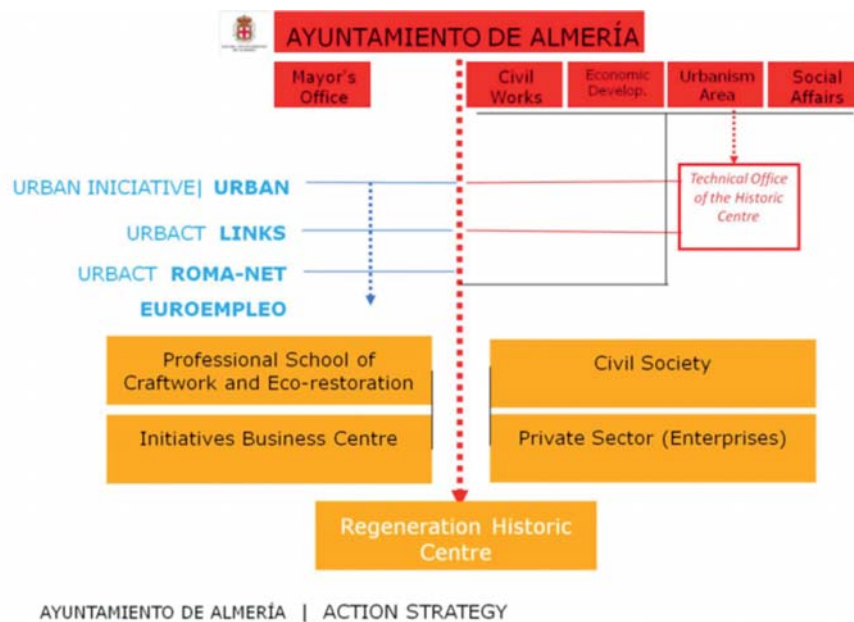 AYUNTAMIENTO DE ALMERÍA
Mayor's
Office
Civil
Works
Economic
Develop.
Urbanism
Area
Social
Affairs
Technical Office
of the Historic
Centre
URBAN INICIATIVE| URBAN
URBACT LINKS
URBACT ROMA-NET
EUROEMPLEO
Professional School of
Craftwork and Eco-restoration
Civil Society
Initiatives Business Centre
Private Sector (Enterprises)
Regeneration Historic
Centre
AYUNTAMIENTO DE ALMERÍA | ACTION STRATEGY